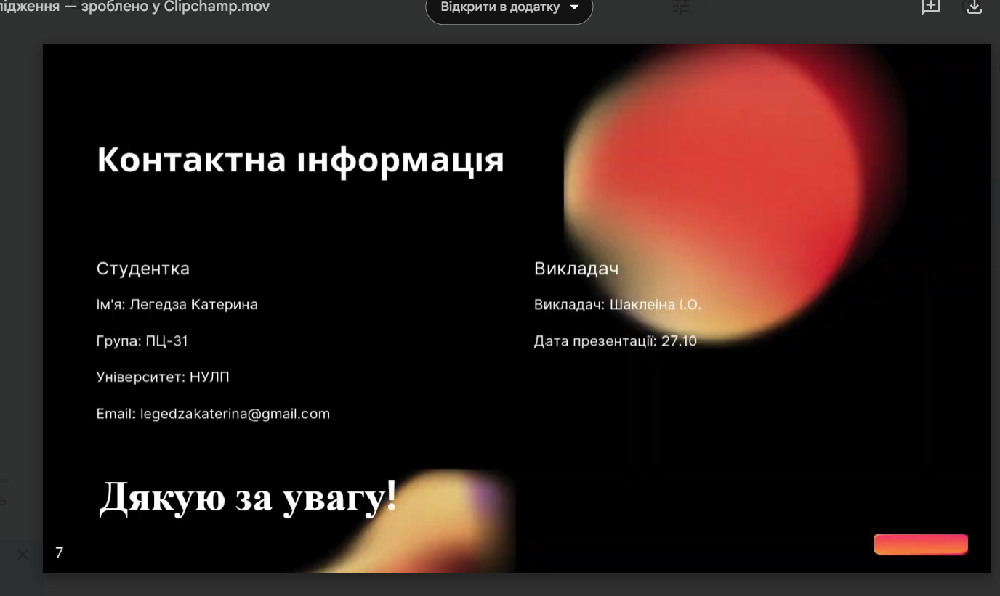 лідження — зроблено у Clipchamp.mov
Відкрити в додатку
Контактна інформація
Студентка
Ім'я: Легедза Катерина
Група: ПЦ-31
Університет: НУЛП
Email: legedzakaterina@gmail.com
Викладач
Викладач: Шаклеіна І.О.
Дата презентації: 27.10
Дякую за увагу!
7